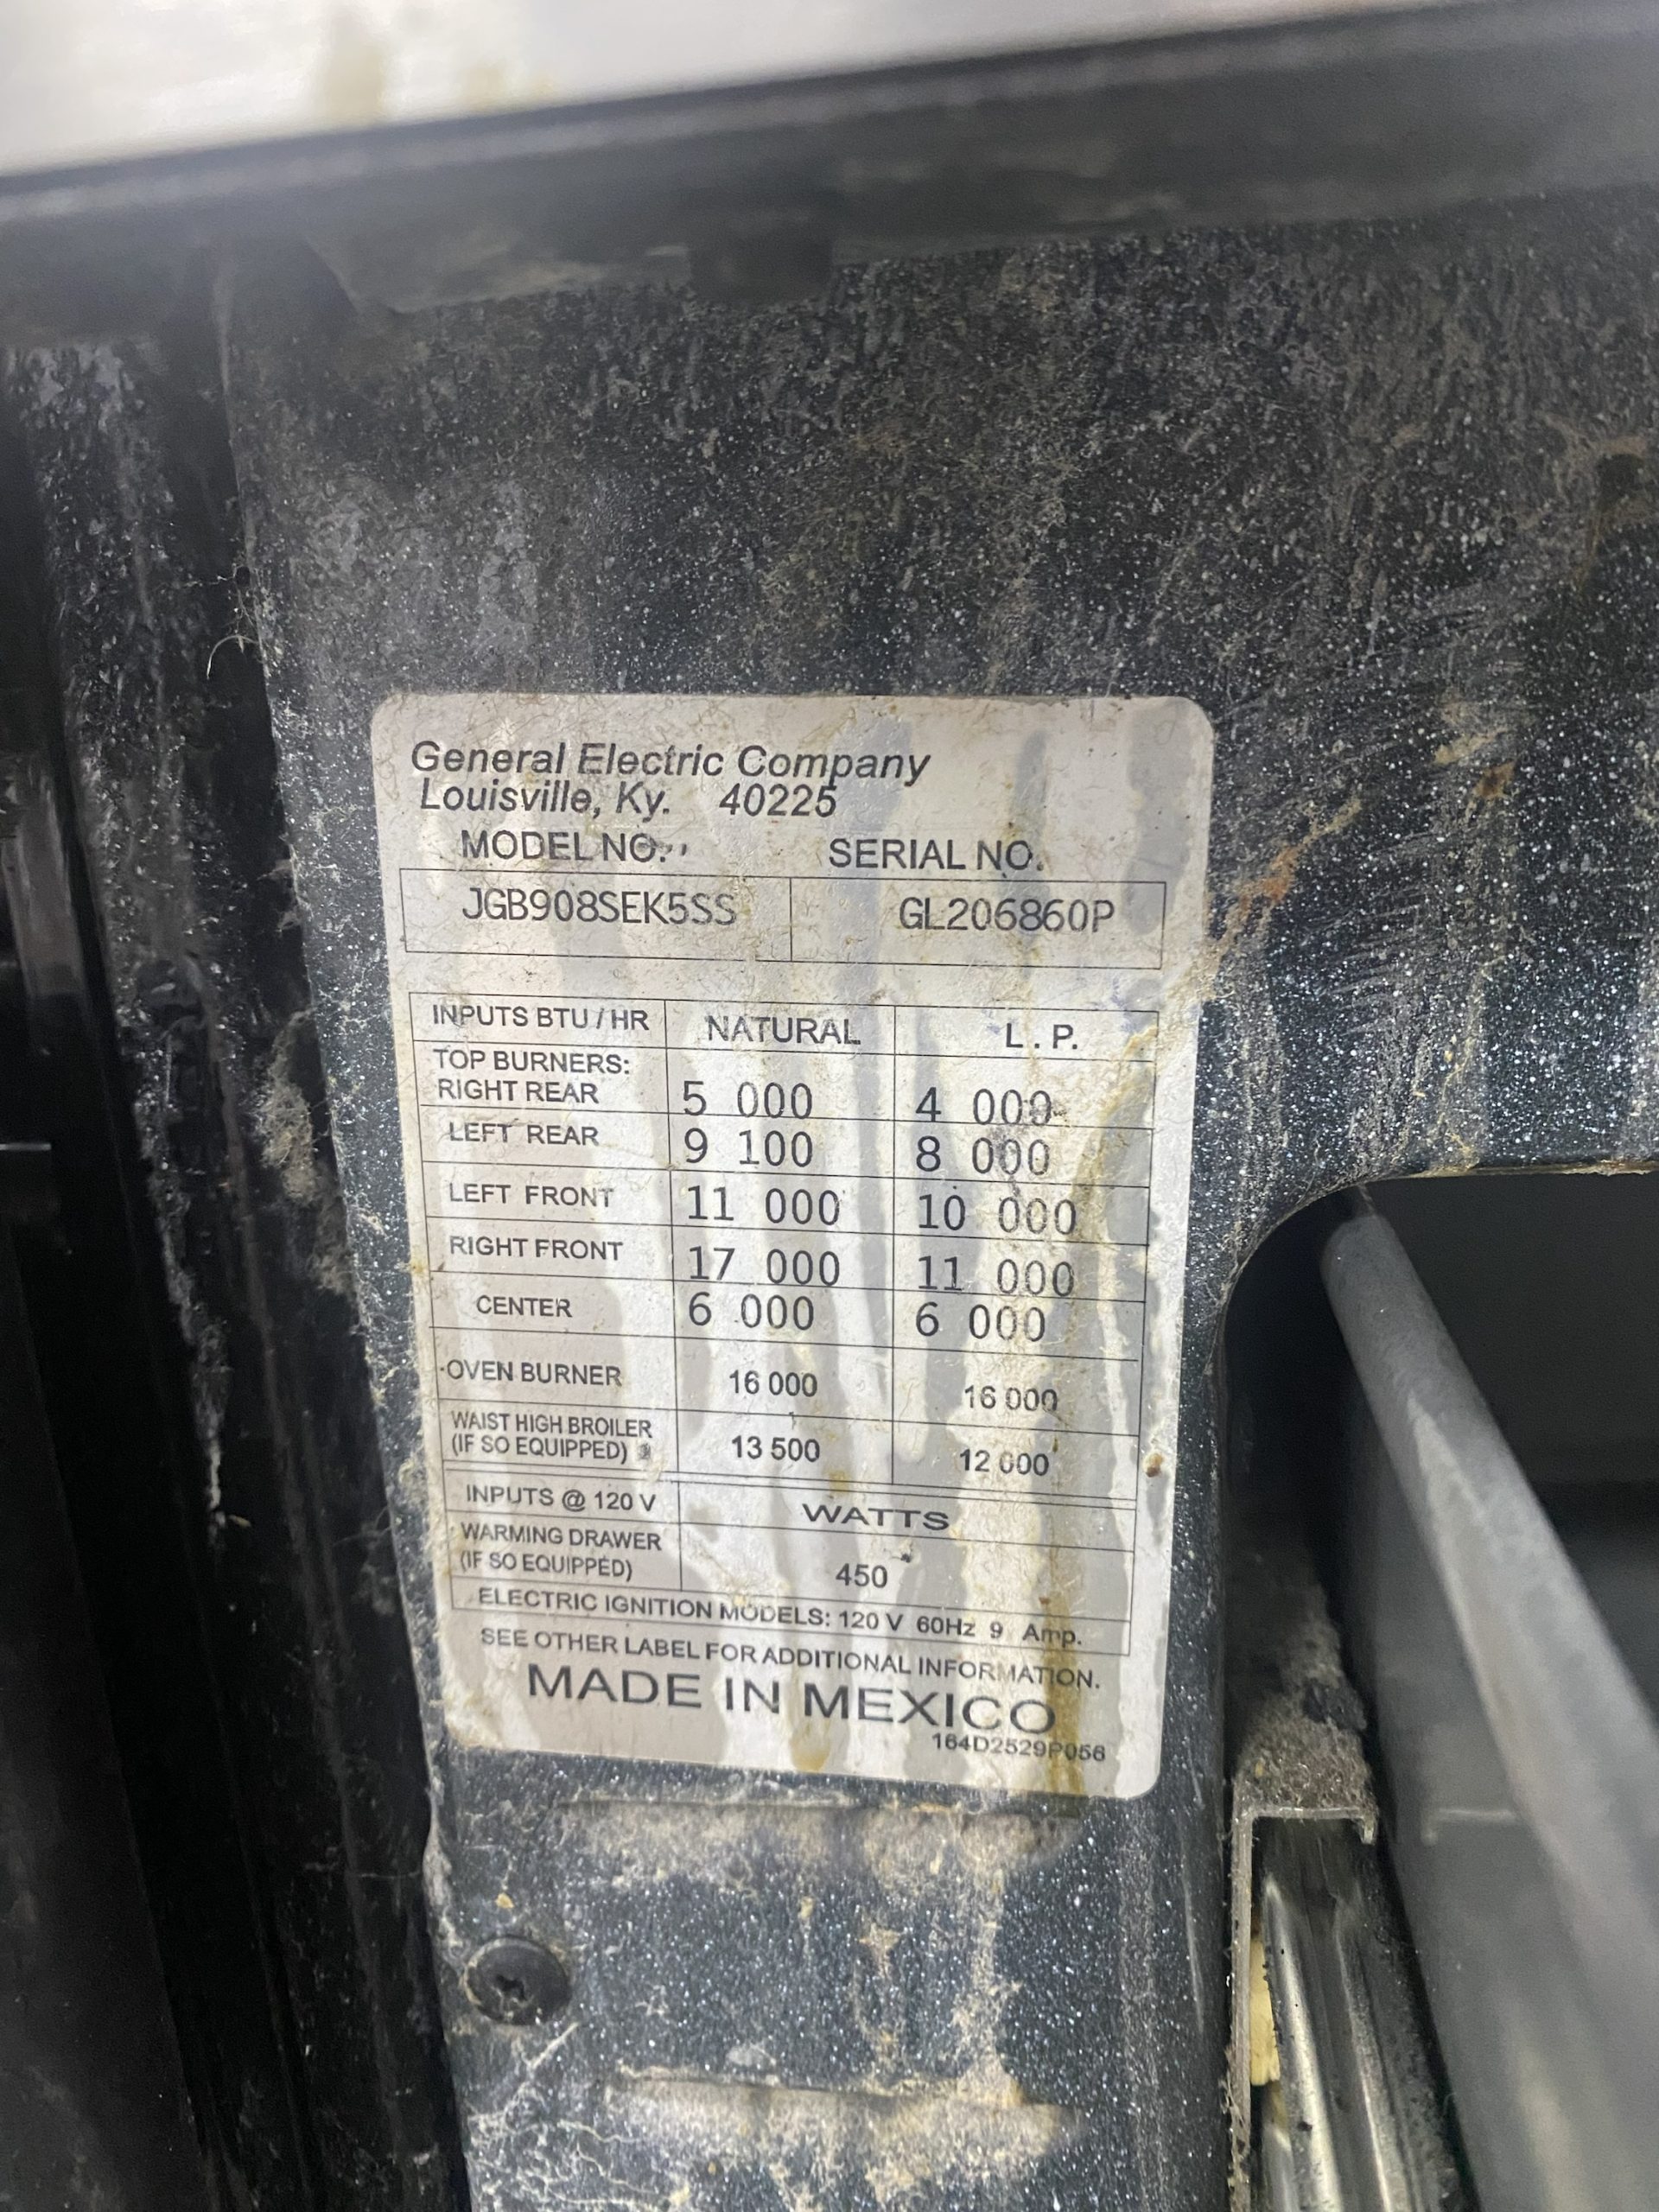 General Electric Company
Louisville, Ky. 40225
MODEL NO. SERIAL NO.
JGB908SEK5SS GL206860P
INPUTS BTU / HR NATURAL L . P.
TOP BURNERS:
RIGHT REAR 5 000 4 000
LEFT REAR 9 100 8 000
LEFT FRONT 11 000 10 000
RIGHT FRONT 17 000 11 000
CENTER 6 000 6 000
OVEN BURNER 16 000 16 000
WAIST HIGH BROILER
(IF SO EQUIPPED) 13 500 12 000
INPUTS @ 120 V WATTS
WARMING DRAWER
(IF SO EQUIPPED) 450
ELECTRIC IGNITION MODELS: 120 V 60Hz 9 Amp.
SEE OTHER LABEL FOR ADDITIONAL INFORMATION.
MADE IN MEXICO
164D2529P056